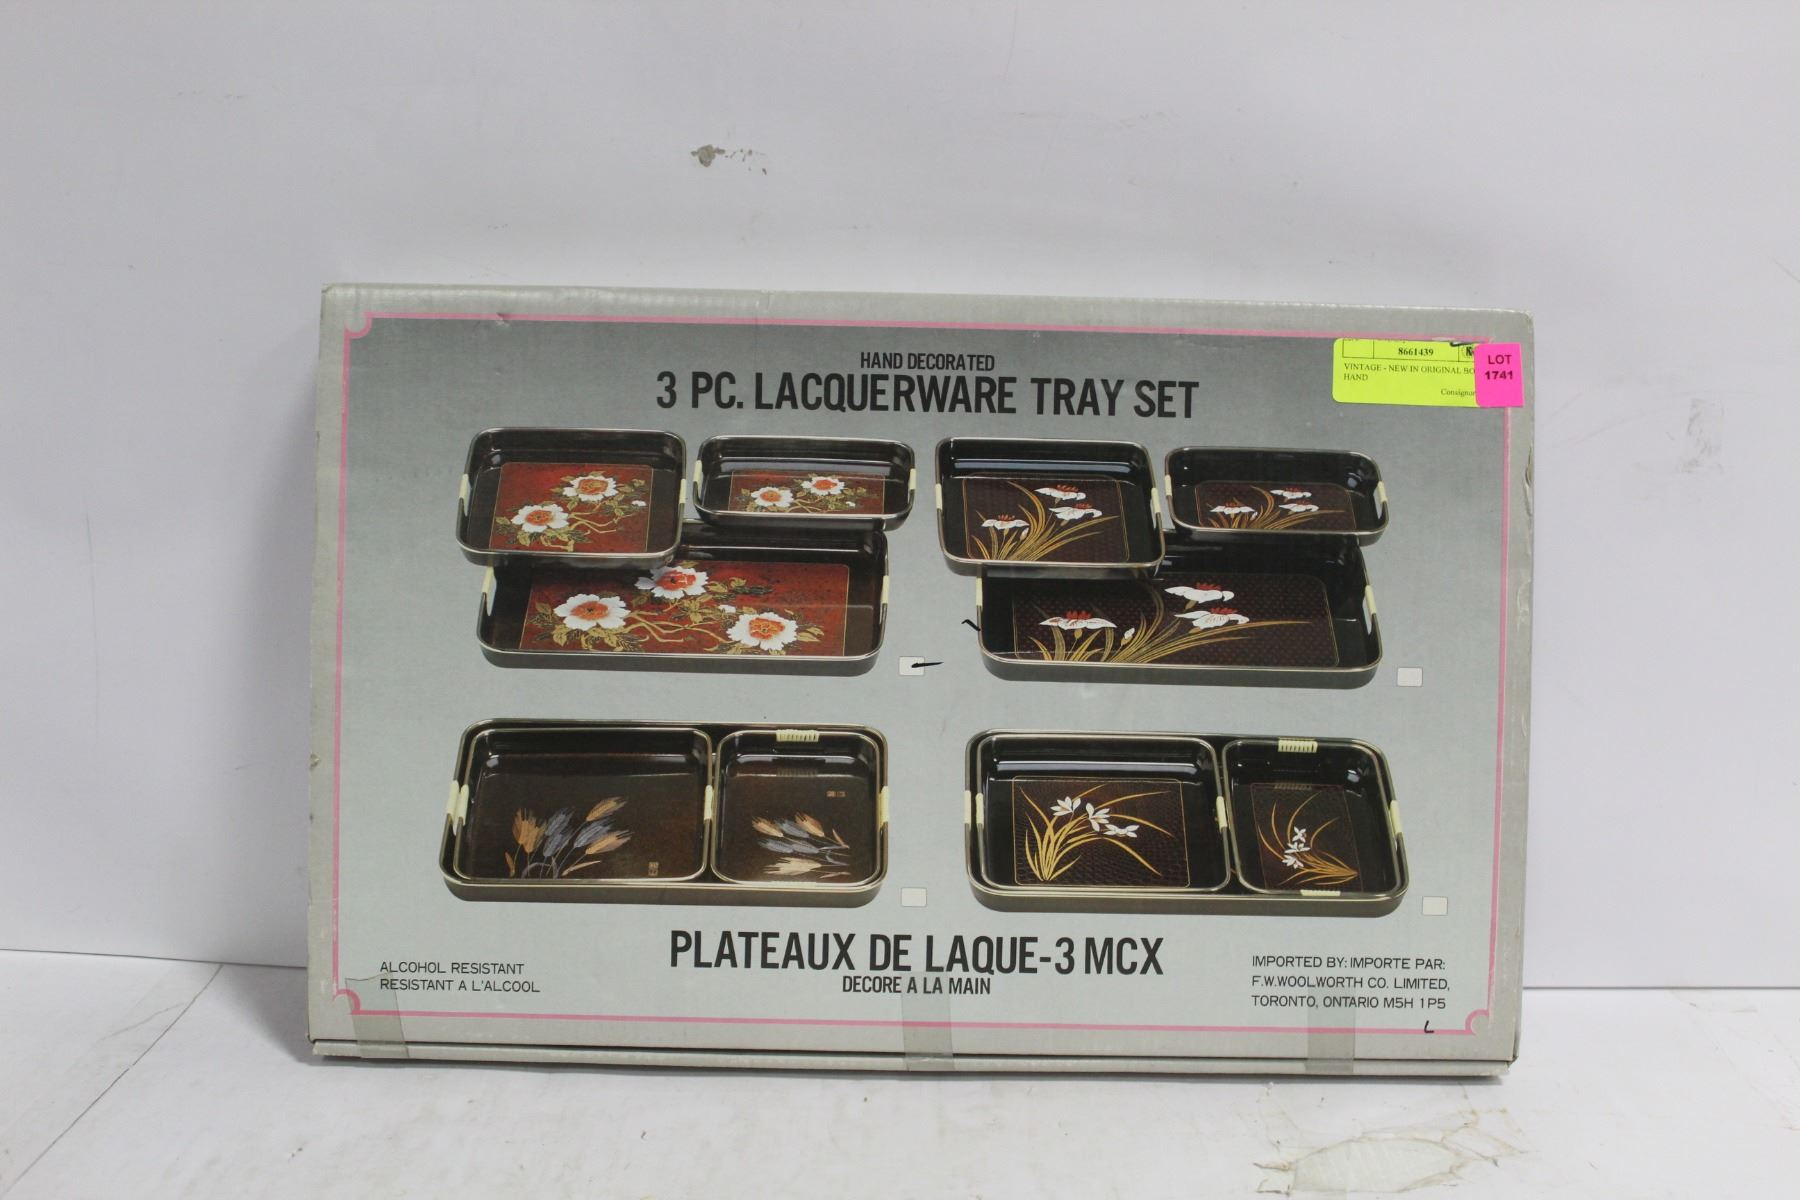 HAND DECORATED
3 PC. LACQUERWARE TRAY SET
8661439
VINTAGE - NEW IN ORIGINAL
HAND
LOT
1741
PLATEAUX DE LAQUE-3 MCX
DECORE A LA MAIN
ALCOHOL RESISTANT
RESISTANT A L'ALCOOL
IMPORTED BY: IMPORTE PAR:
F.W.WOOLWORTH CO. LIMITED,
TORONTO, ONTARIO M5H 1P5
L